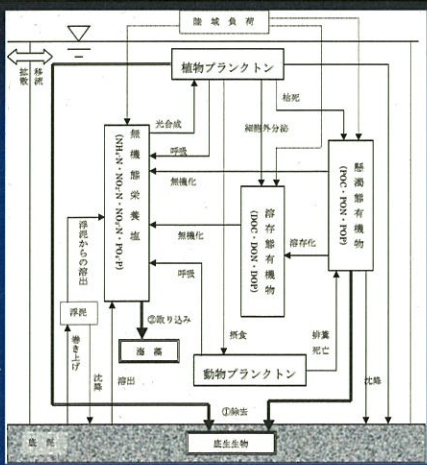 陸域負荷
拡散
移流
植物プランクトン
光合成
枯死
細胞外分泌
呼吸
無機態栄養塩
(NH₄-N・NO₂-N・NO₃-N・PO₄-P)
無機化
懸濁態有機物
(POC・PON・POP)
溶存態有機物
(DOC・DON・DOP)
無機化
溶存化
呼吸
浮泥からの溶出
②取り込み
海藻
浮泥
摂食
排糞
死亡
動物プランクトン
巻き上げ
沈降
溶出
沈降
①除去
底泥
底生生物